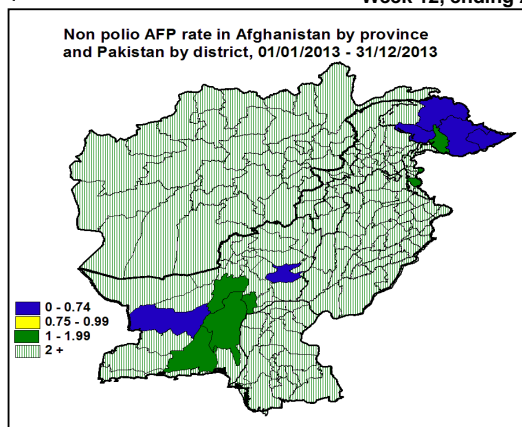 Week 12, ending
Non polio AFP rate in Afghanistan by province
and Pakistan by district, 01/01/2013 - 31/12/2013
0 - 0.74
0.75 - 0.99
1 - 1.99
2 +